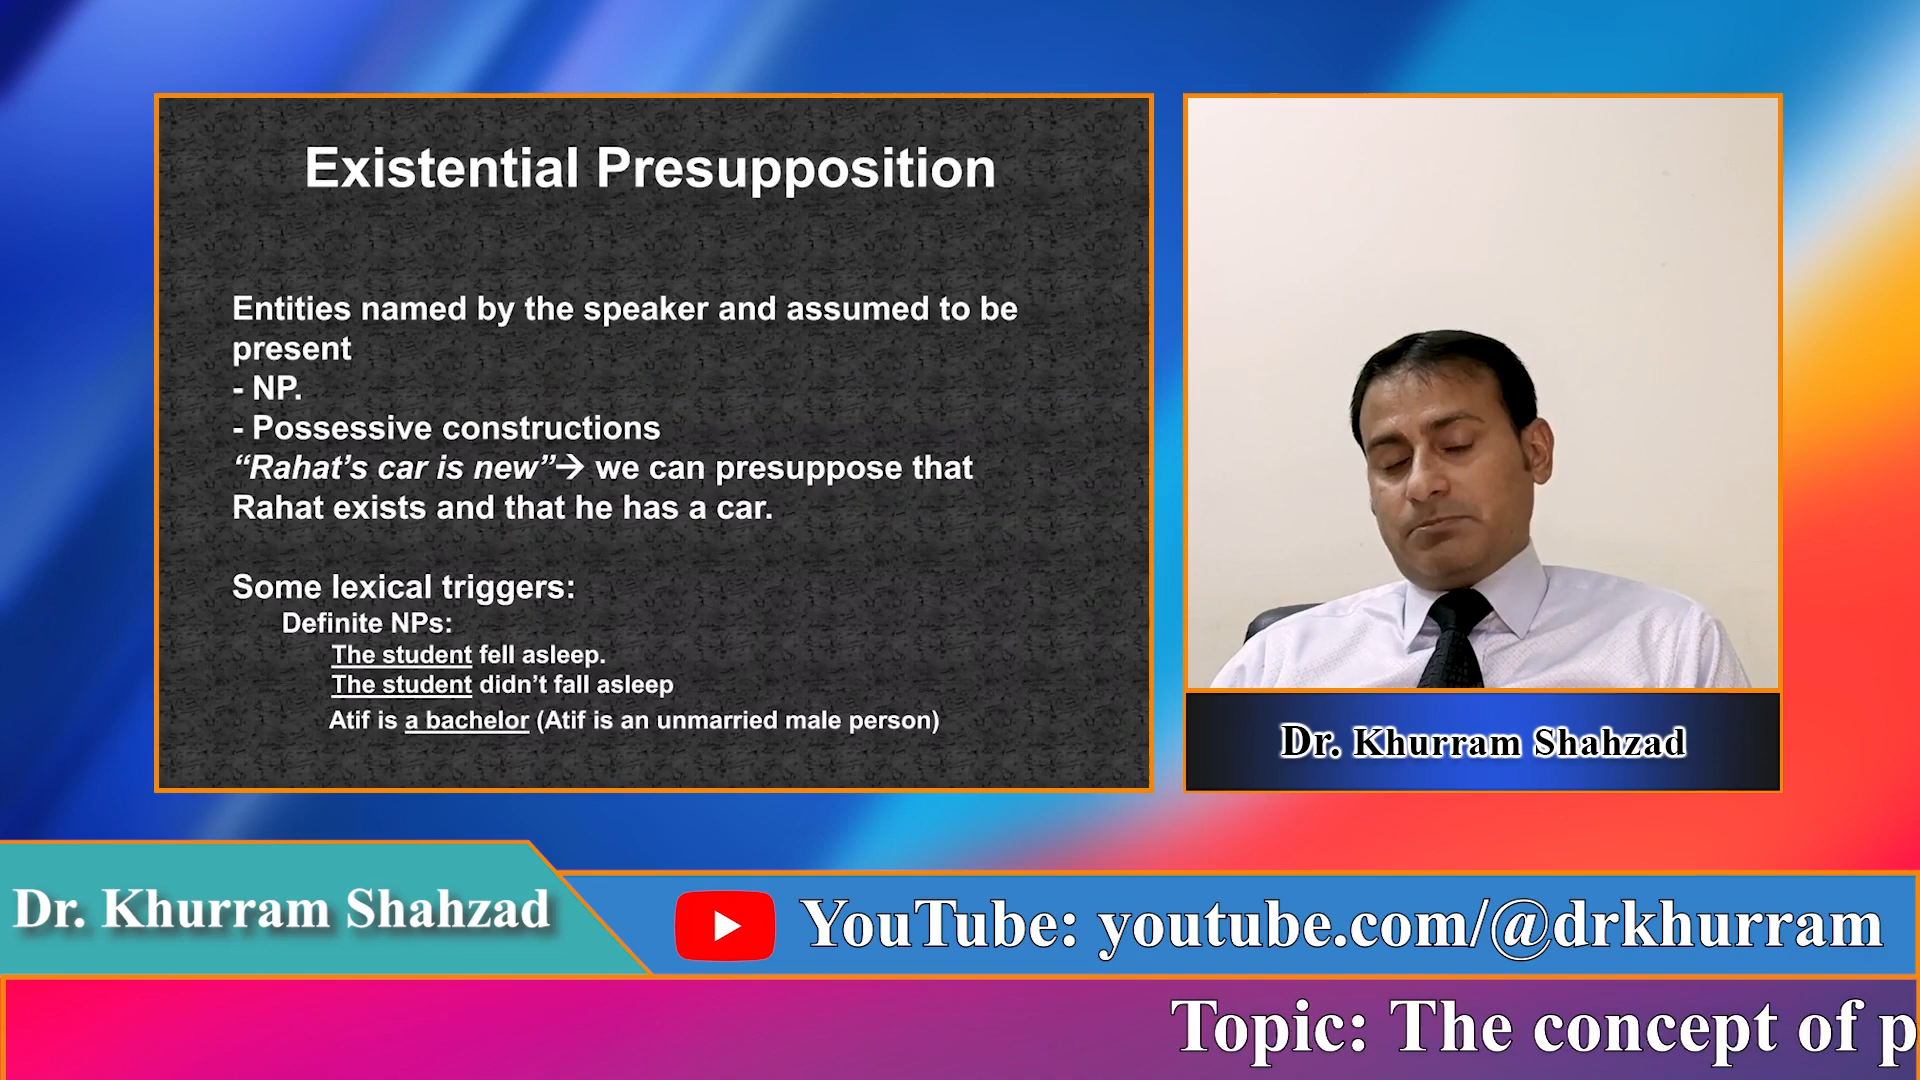 Existential Presupposition
Entities named by the speaker and assumed to be
present
- NP.
- Possessive constructions
“Rahat’s car is new”→ we can presuppose that
Rahat exists and that he has a car.
Some lexical triggers:
Definite NPs:
The student fell asleep.
The student didn’t fall asleep
Atif is a bachelor (Atif is an unmarried male person)
Dr. Khurram Shahzad
Dr. Khurram Shahzad
YouTube: youtube.com/@drkhurram
Topic: The concept of p